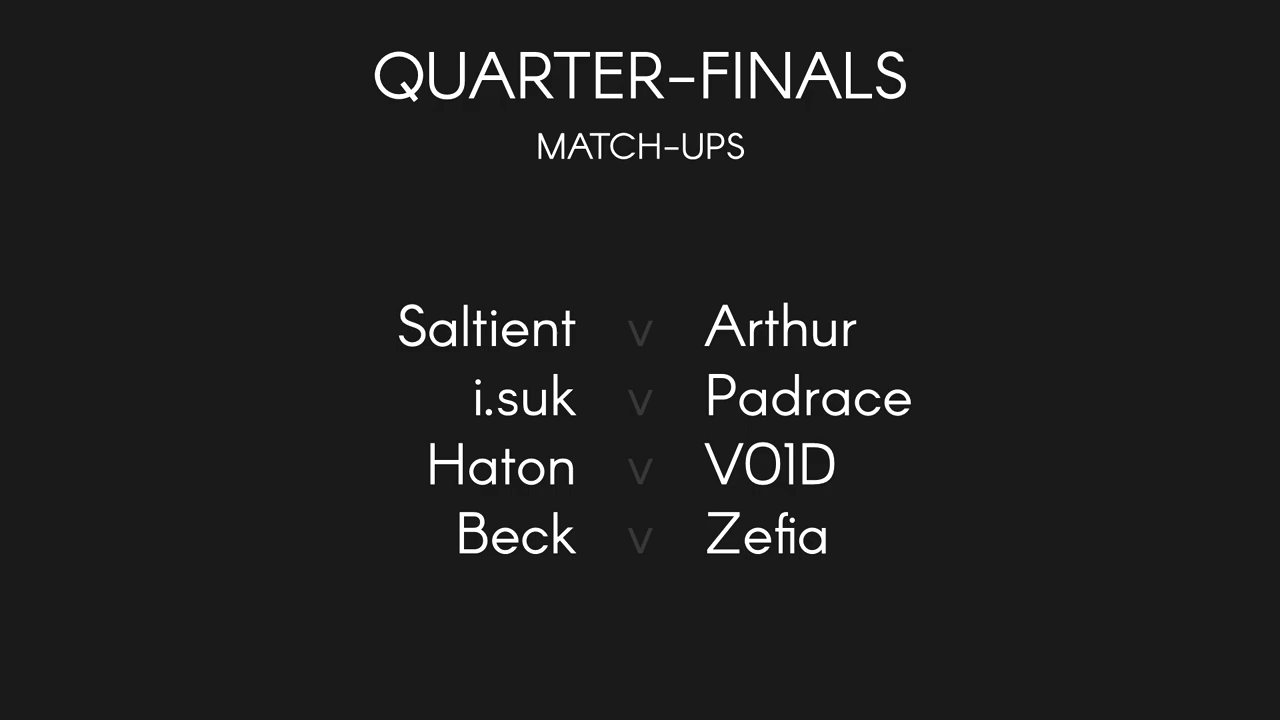 QUARTER-FINALS
MATCH-UPS
Saltient v Arthur
i.suk v Padrace
Haton v V01D
Beck v Zefia